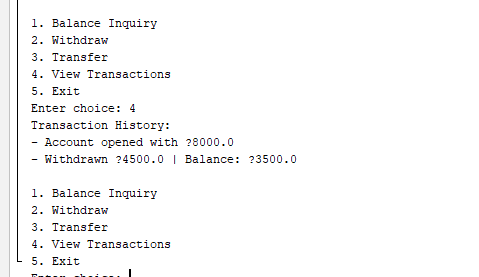 1. Balance Inquiry
2. Withdraw
3. Transfer
4. View Transactions
5. Exit
Enter choice: 4
Transaction History:
- Account opened with ?8000.0
- Withdrawn ?4500.0 | Balance: ?3500.0
1. Balance Inquiry
2. Withdraw
3. Transfer
4. View Transactions
5. Exit
Enter choice: